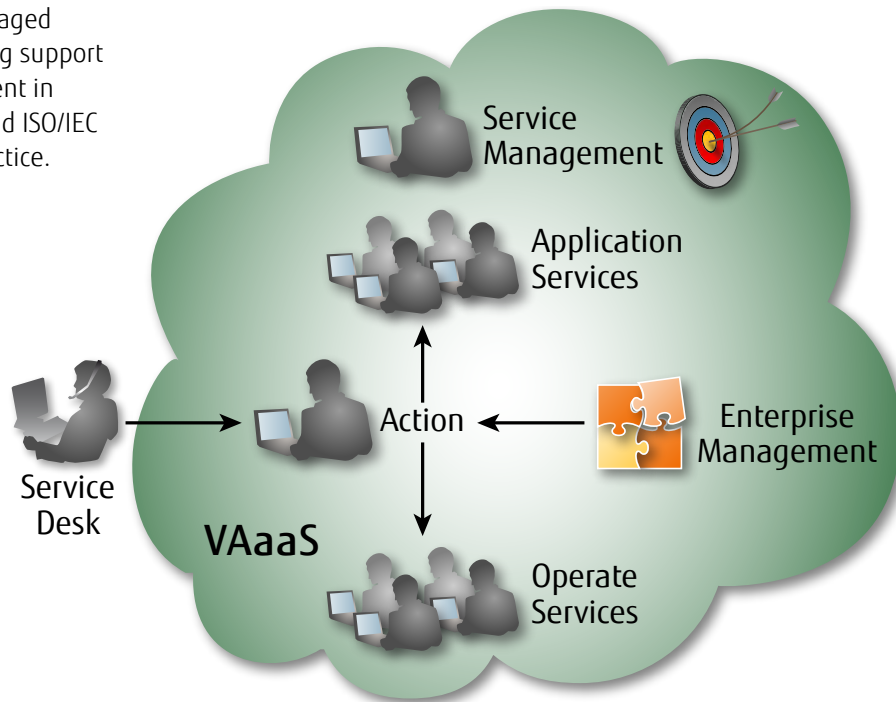 aged
g support
ent in
d ISO/IEC
ctice.
Service
Management
Application
Services
Action
Enterprise
Management
Service
Desk
VAaaS
Operate
Services